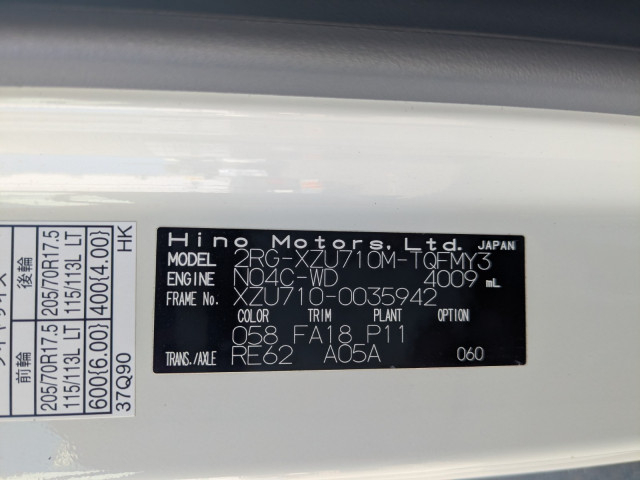 Hino Motors, Ltd. JAPAN
MODEL 2RG-XZU710M-TQFMY3
ENGINE N04C-WD 4009 mL
FRAME No. XZU710-0035942
COLOR TRIM PLANT OPTION
058 FA18 P11
TRANS./AXLE RE62 A05A 060
前輪 後輪
205/70R17.5 205/70R17.5
115/113L LT 115/113L LT
600(6.00) 400(4.00)
37Q90 HK